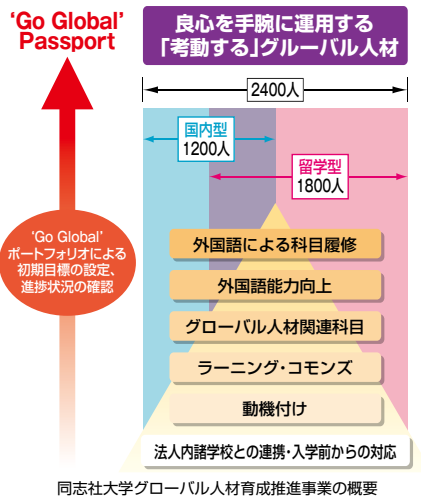 'Go Global'
Passport
良心を手腕に運用する
「考動する」グルーバル人材
2400人
国内型
1200人
留学型
1800人
'Go Global'
ポートフォリオによる
初期目標の設定、
進捗状況の確認
外国語による科目履修
外国語能力向上
グローバル人材関連科目
ラーニング・コモンズ
動機付け
法人内諸学校との連携・入学前からの対応
同志社大学グローバル人材育成推進事業の概要